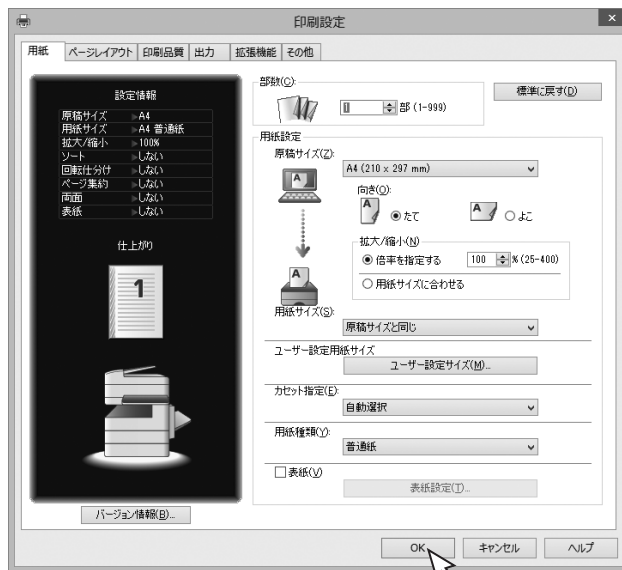 印刷設定
×
用紙 ページレイアウト 印刷品質 出力 拡張機能 その他
設定情報
原稿サイズ ▶A4
用紙サイズ ▶A4 普通紙
拡大/縮小 ▶100%
ソート ▶しない
回転仕分け ▶しない
ページ集約 ▶しない
両面 ▶しない
表紙 ▶しない
仕上がり
1
バージョン情報(B)...
部数(C):
1 部 (1-999)
標準に戻す(D)
用紙設定
原稿サイズ(Z):
A4 (210 x 297 mm)
向き(O):
A たて A よこ
A
拡大/縮小(N)
倍率を指定する 100 % (25-400)
用紙サイズに合わせる
A
用紙サイズ(S):
原稿サイズと同じ
ユーザー設定用紙サイズ
ユーザー設定サイズ(M)...
カセット指定(E):
自動選択
用紙種類(Y):
普通紙
表紙(V)
表紙設定(T)...
OK キャンセル ヘルプ